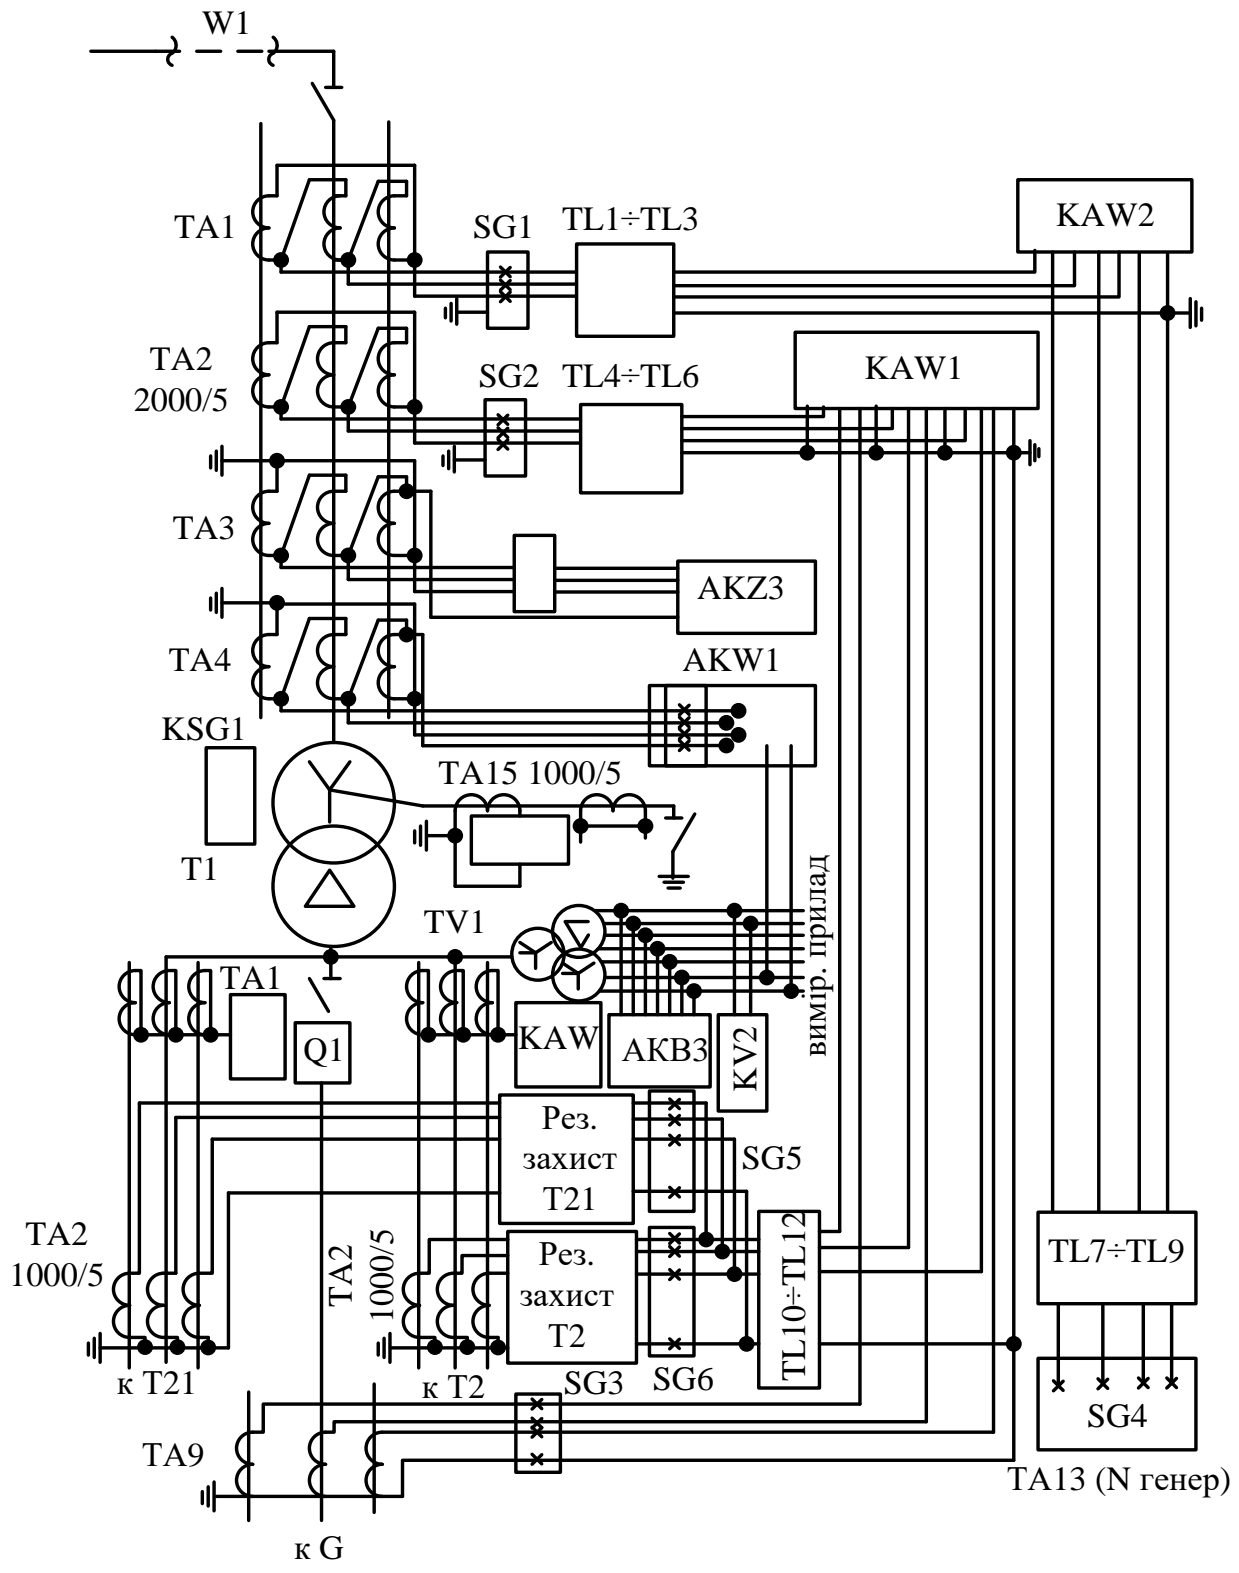 W1
TA1
SG1
TL1÷TL3
KAW2
TA2
2000/5
SG2
TL4÷TL6
KAW1
TA3
AKZ3
TA4
AKW1
KSG1
TA15 1000/5
T1
TV1
вимір. прилад
TA1
Q1
KAW
АКВ3
KV2
Рез.
захист
T21
SG5
TA2
1000/5
TA2
1000/5
Рез.
захист
T2
TL10÷TL12
TL7÷TL9
к T21
к T2
SG3
SG6
SG4
TA9
TA13 (N генер)
к G